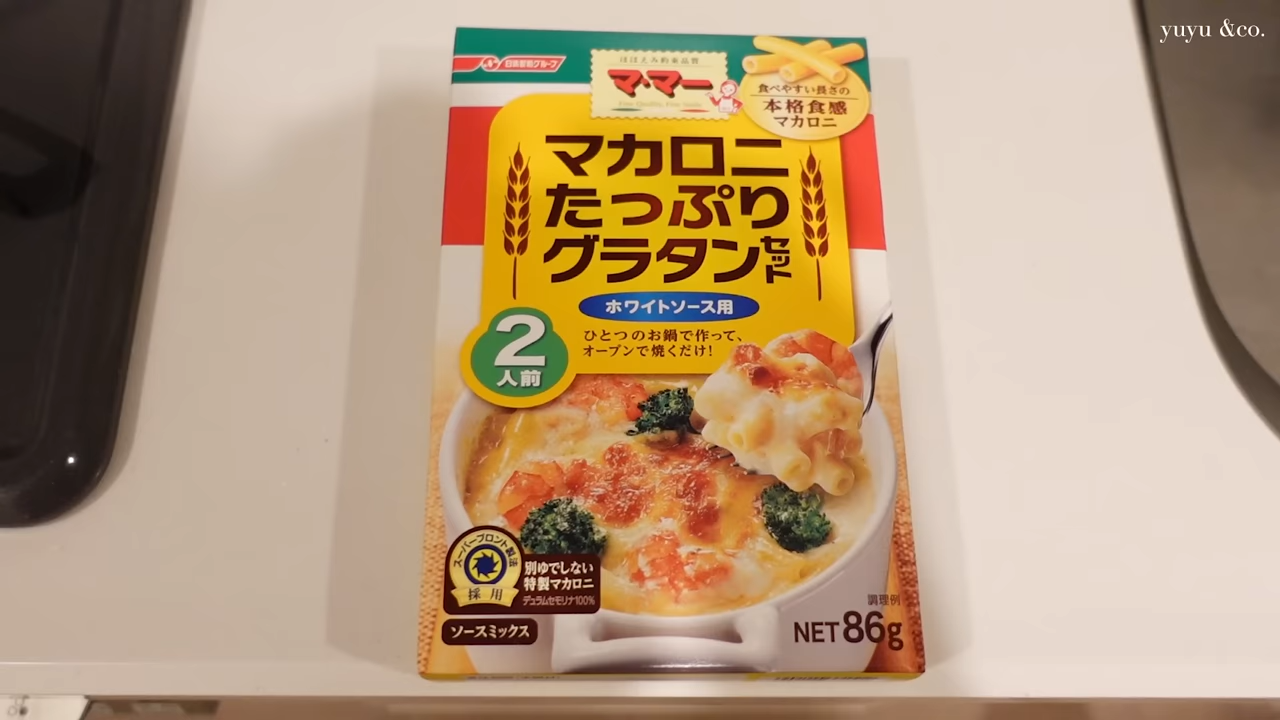 yuyu &co.
日清製粉グループ
ほほえみ約束品質
マ・マー
食べやすい長さの
本格食感
マカロニ
マカロニ
たっぷり
グラタンセット
ホワイトソース用
2
人前
ひとつのお鍋で作って、
オーブンで焼くだけ!
スーパープロント製法
採用
別ゆでしない
特製マカロニ
デュラムセモリナ100%
ソースミックス
調理例
NET 86g